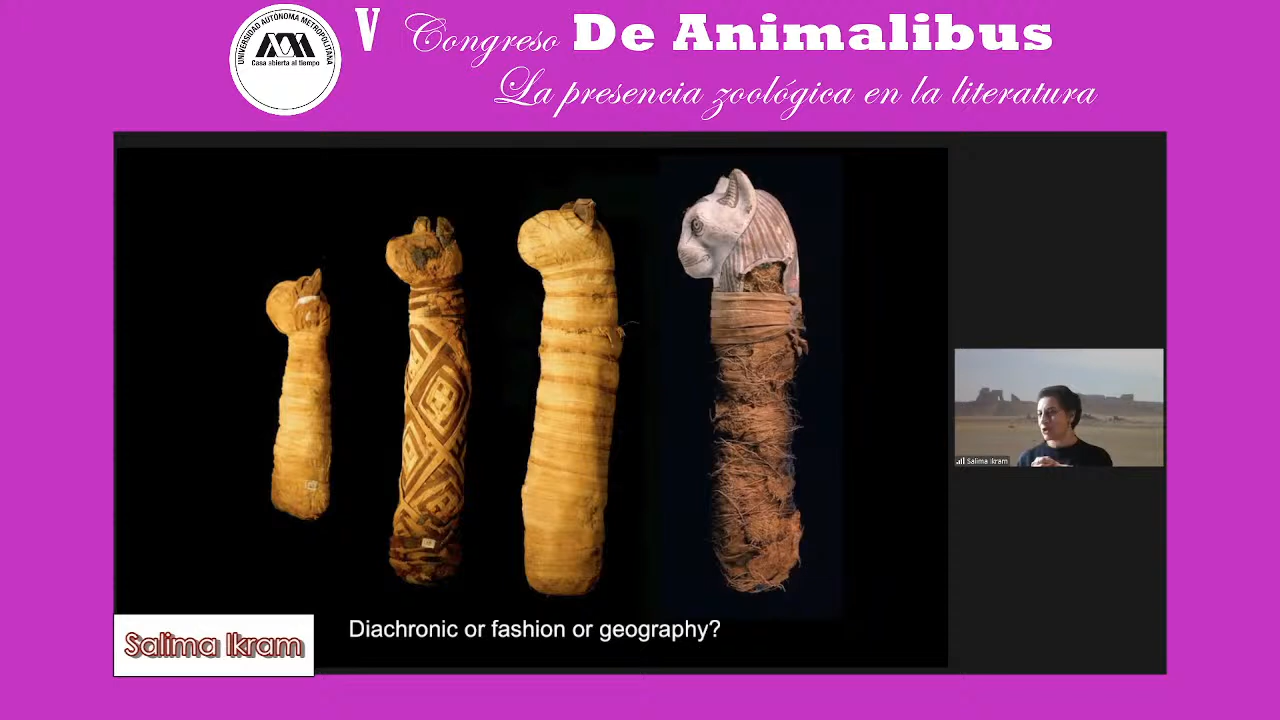 UNIVERSIDAD AUTÓNOMA METROPOLITANA
Casa abierta al tiempo
V Congreso De Animalibus
La presencia zoológica en la literatura
Salima Ikram
Diachronic or fashion or geography?
Salima Ikram